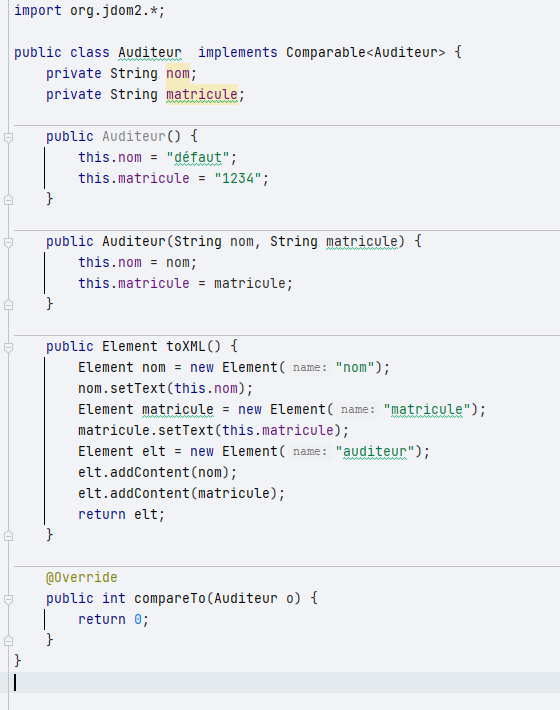 import org.jdom2.*;

public class Auditeur  implements Comparable<Auditeur> {
    private String nom;
    private String matricule;

    public Auditeur() {
        this.nom = "défaut";
        this.matricule = "1234";
    }

    public Auditeur(String nom, String matricule) {
        this.nom = nom;
        this.matricule = matricule;
    }

    public Element toXML() {
        Element nom = new Element( name: "nom");
        nom.setText(this.nom);
        Element matricule = new Element( name: "matricule");
        matricule.setText(this.matricule);
        Element elt = new Element( name: "auditeur");
        elt.addContent(nom);
        elt.addContent(matricule);
        return elt;
    }

    @Override
    public int compareTo(Auditeur o) {
        return 0;
    }
}